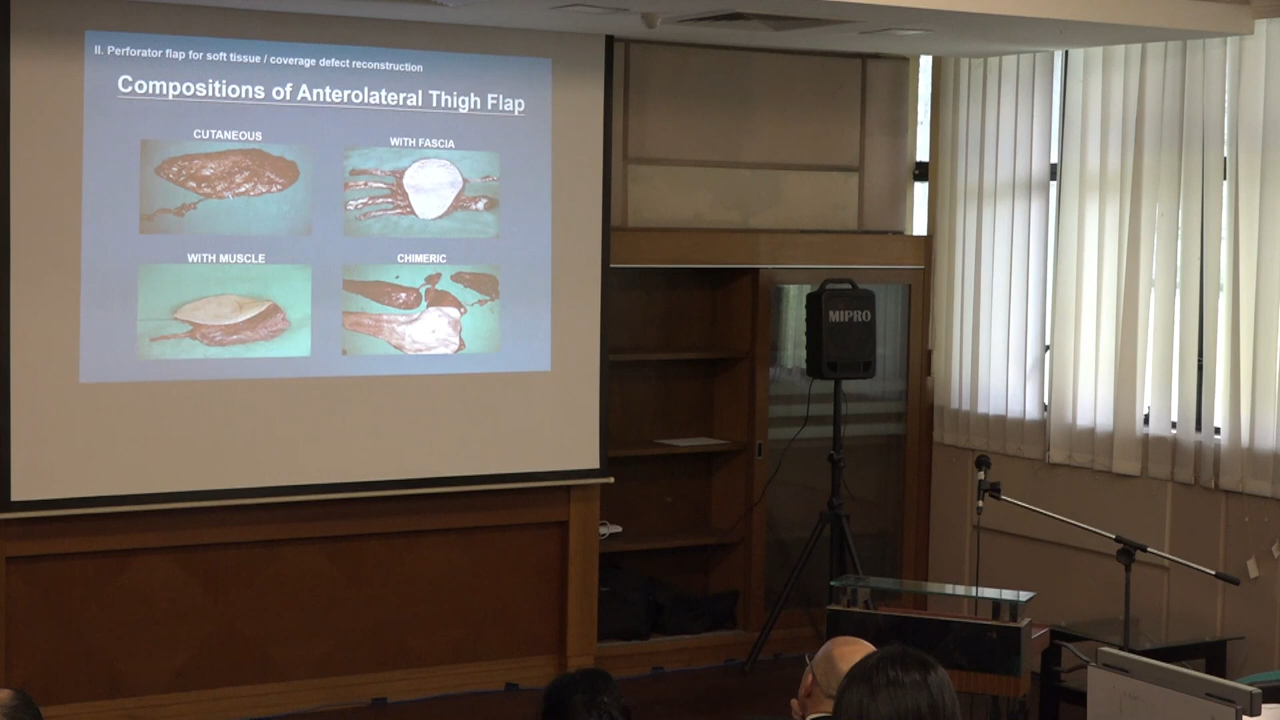 II. Perforator flap for soft tissue / coverage defect reconstruction
Compositions of Anterolateral Thigh Flap
CUTANEOUS
WITH FASCIA
WITH MUSCLE
CHIMERIC
MIPRO